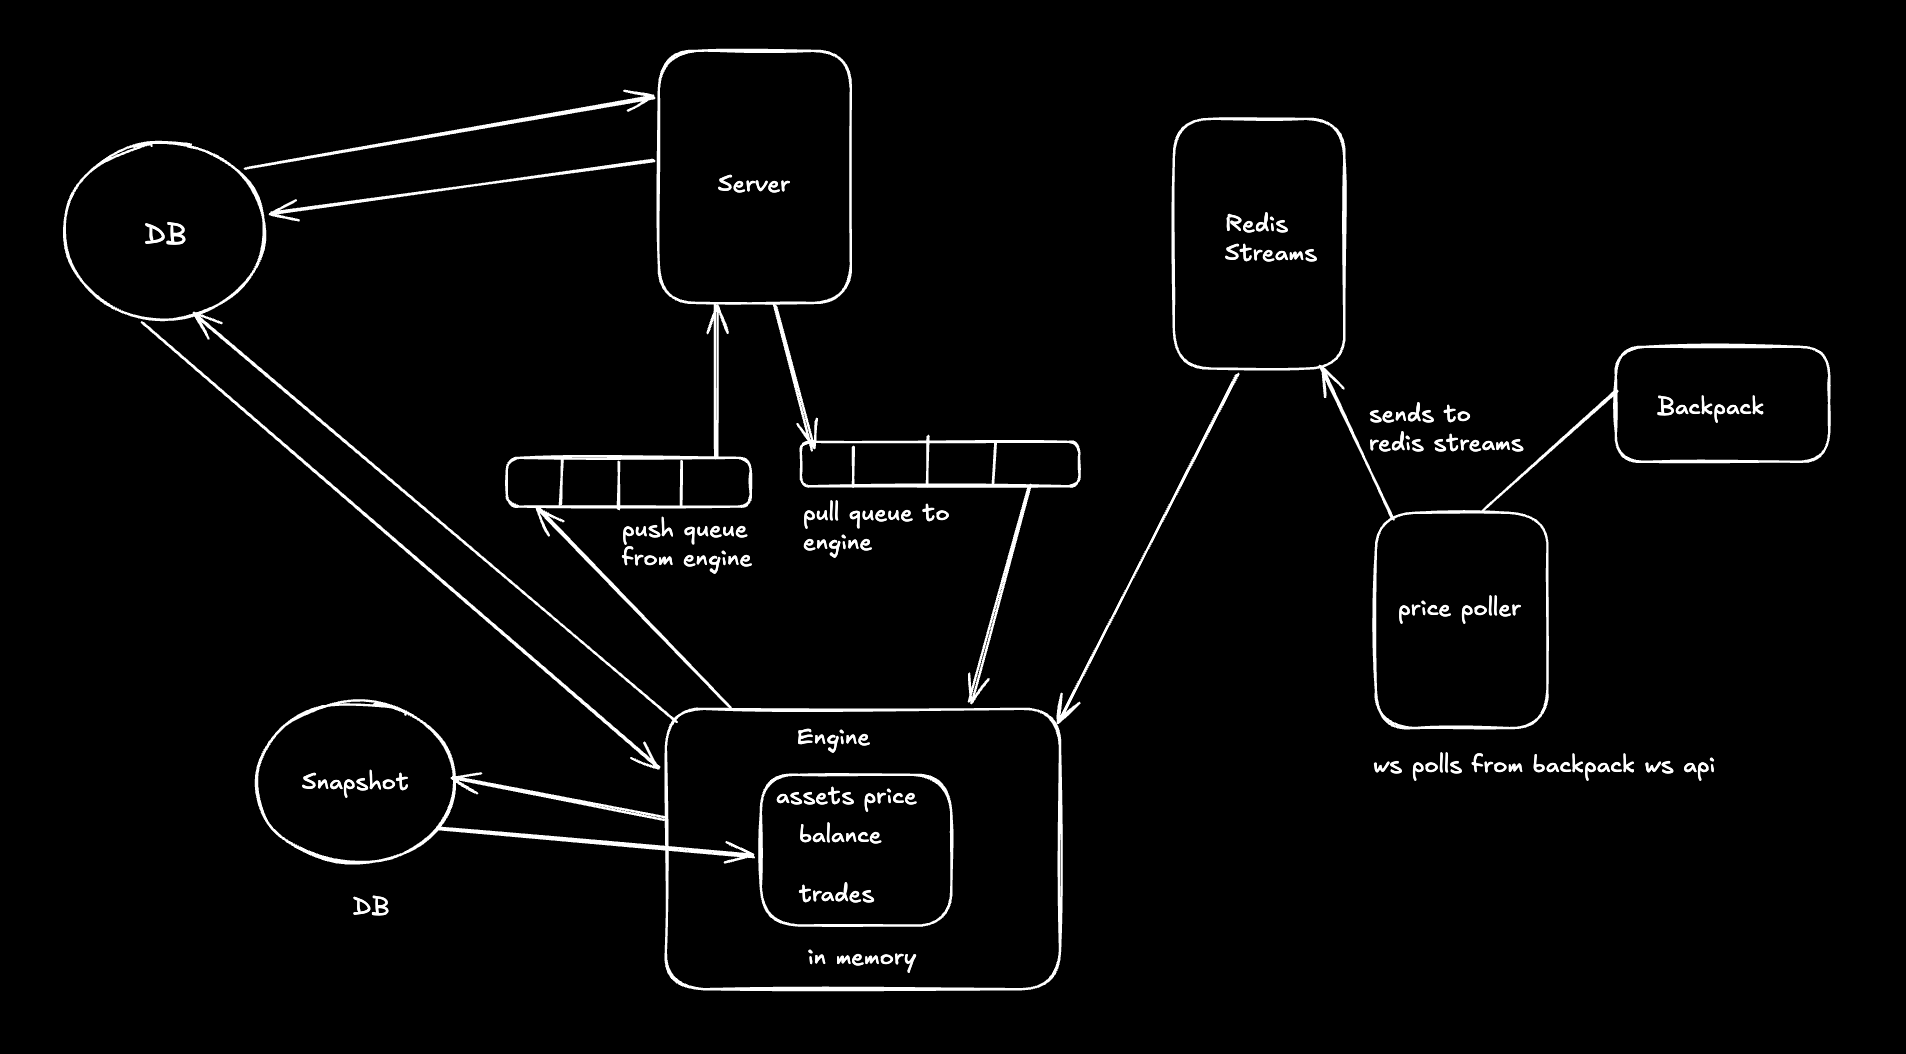 Server
DB
Redis
Streams
Backpack
sends to
redis streams
push queue
from engine
pull queue to
engine
price poller
ws polls from backpack ws api
Engine
assets price
balance
trades
in memory
Snapshot
DB